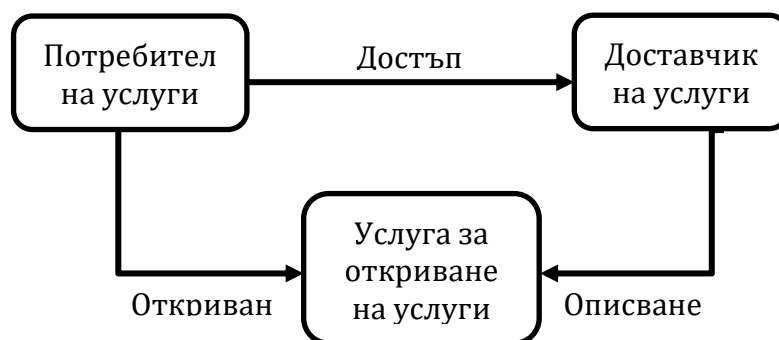 Потребител
на услуги
Достъп
Доставчик
на услуги
Услуга за
откриване
на услуги
Откриван
Описване